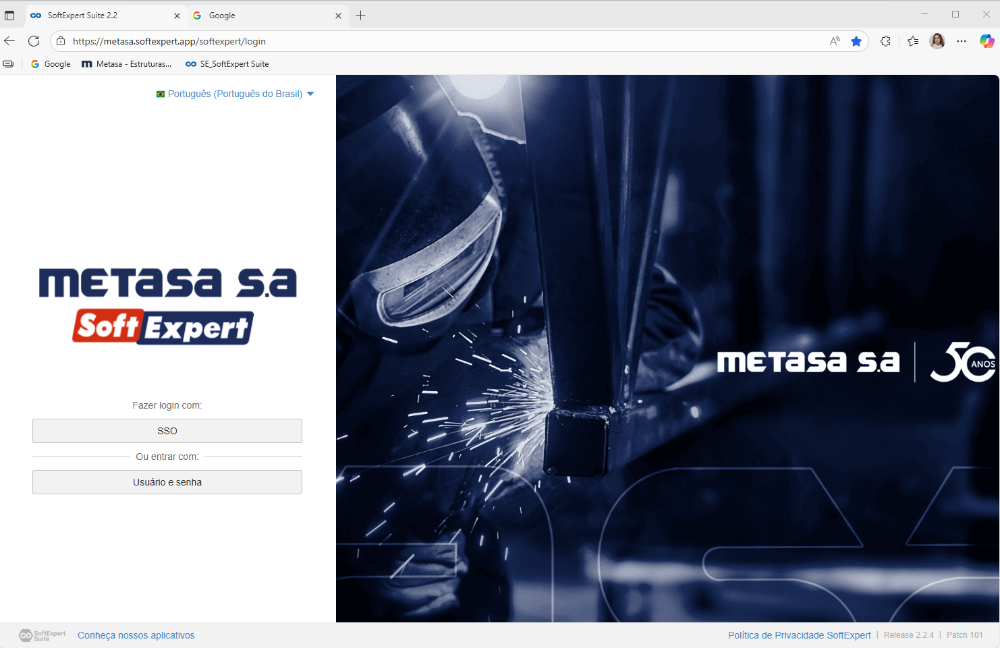 SoftExpert Suite 2.2
Google
https://metasa.softexpert.app/softexpert/login
Google
Metasa - Estruturas...
SE_SoftExpert Suite
Português (Português do Brasil)
METASA S.A
SoftExpert
Fazer login com:
SSO
Ou entrar com:
Usuário e senha
METASA S.A
50 ANOS
SoftExpert
Suite
Conheça nossos aplicativos
Política de Privacidade SoftExpert | Release 2.2.4 | Patch 101